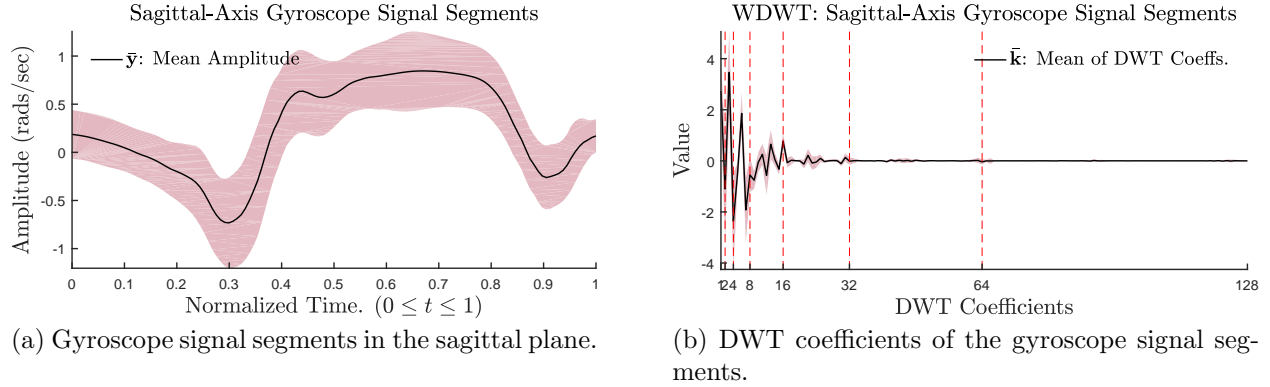 Sagittal-Axis Gyroscope Signal Segments
ȳ: Mean Amplitude
Amplitude (rads/sec)
1
0.5
0
-0.5
-1
0 0.1 0.2 0.3 0.4 0.5 0.6 0.7 0.8 0.9 1
Normalized Time. (0 ≤ t ≤ 1)
(a) Gyroscope signal segments in the sagittal plane.
WDWT: Sagittal-Axis Gyroscope Signal Segments
k̄: Mean of DWT Coeffs.
Value
4
2
0
-2
-4
1 2 4 8 16 32 64 128
DWT Coefficients
(b) DWT coefficients of the gyroscope signal seg-
ments.